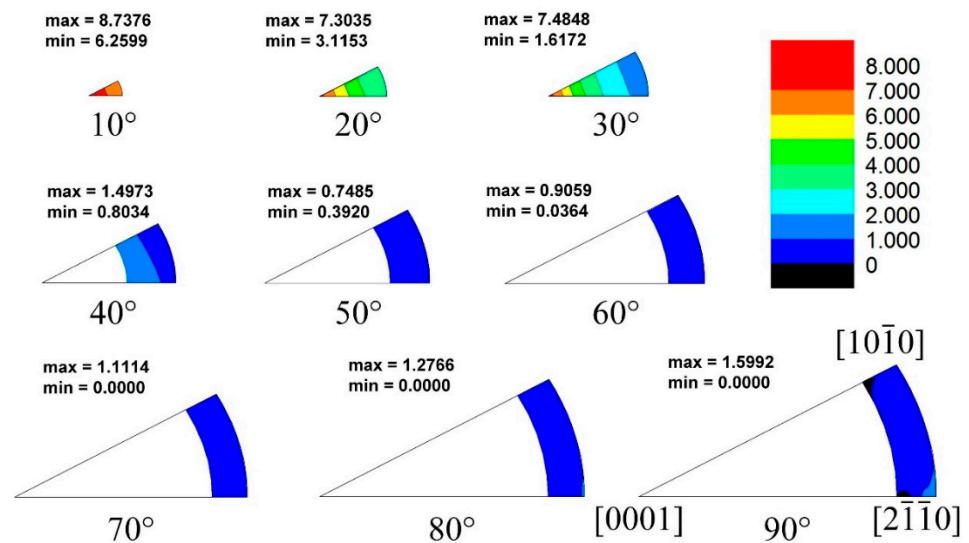 max = 8.7376
min = 6.2599
10°
max = 7.3035
min = 3.1153
20°
max = 7.4848
min = 1.6172
30°
8.000
7.000
6.000
5.000
4.000
3.000
2.000
1.000
0
max = 1.4973
min = 0.8034
40°
max = 0.7485
min = 0.3920
50°
max = 0.9059
min = 0.0364
60°
max = 1.1114
min = 0.0000
70°
max = 1.2766
min = 0.0000
80°
max = 1.5992
min = 0.0000
[101̅0]
[0001]
90°
[21̅1̅0]